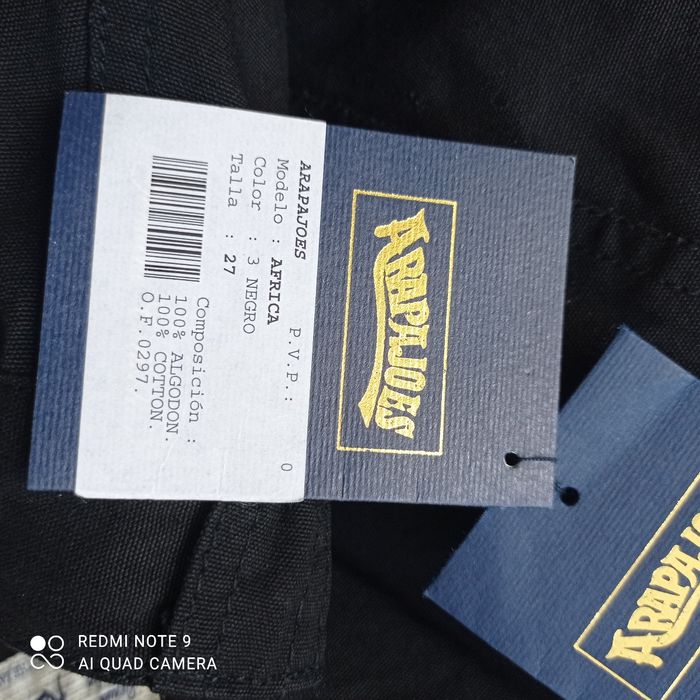 ARAPAJOES
Modelo : AFRICA
Color : 3 NEGRO
Talla : 27
P.V.P.: 0
Composición :
100% ALGODON.
100% COTTON.
O.F.0297.
ARAPAJOES
REDMI NOTE 9
AI QUAD CAMERA